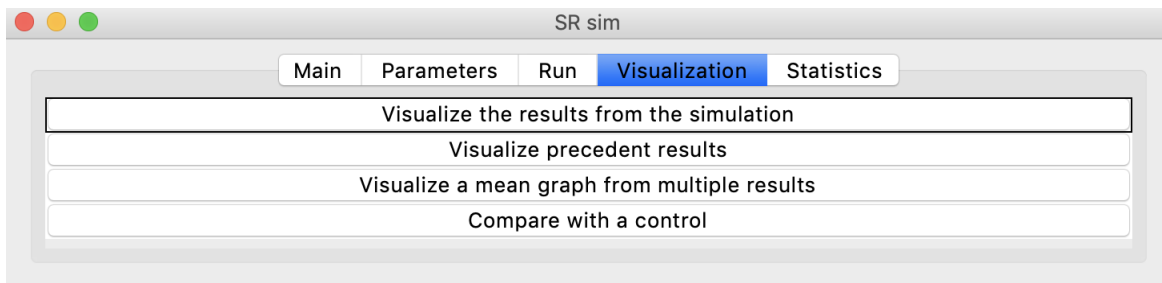 SR sim
Main Parameters Run Visualization Statistics
Visualize the results from the simulation
Visualize precedent results
Visualize a mean graph from multiple results
Compare with a control